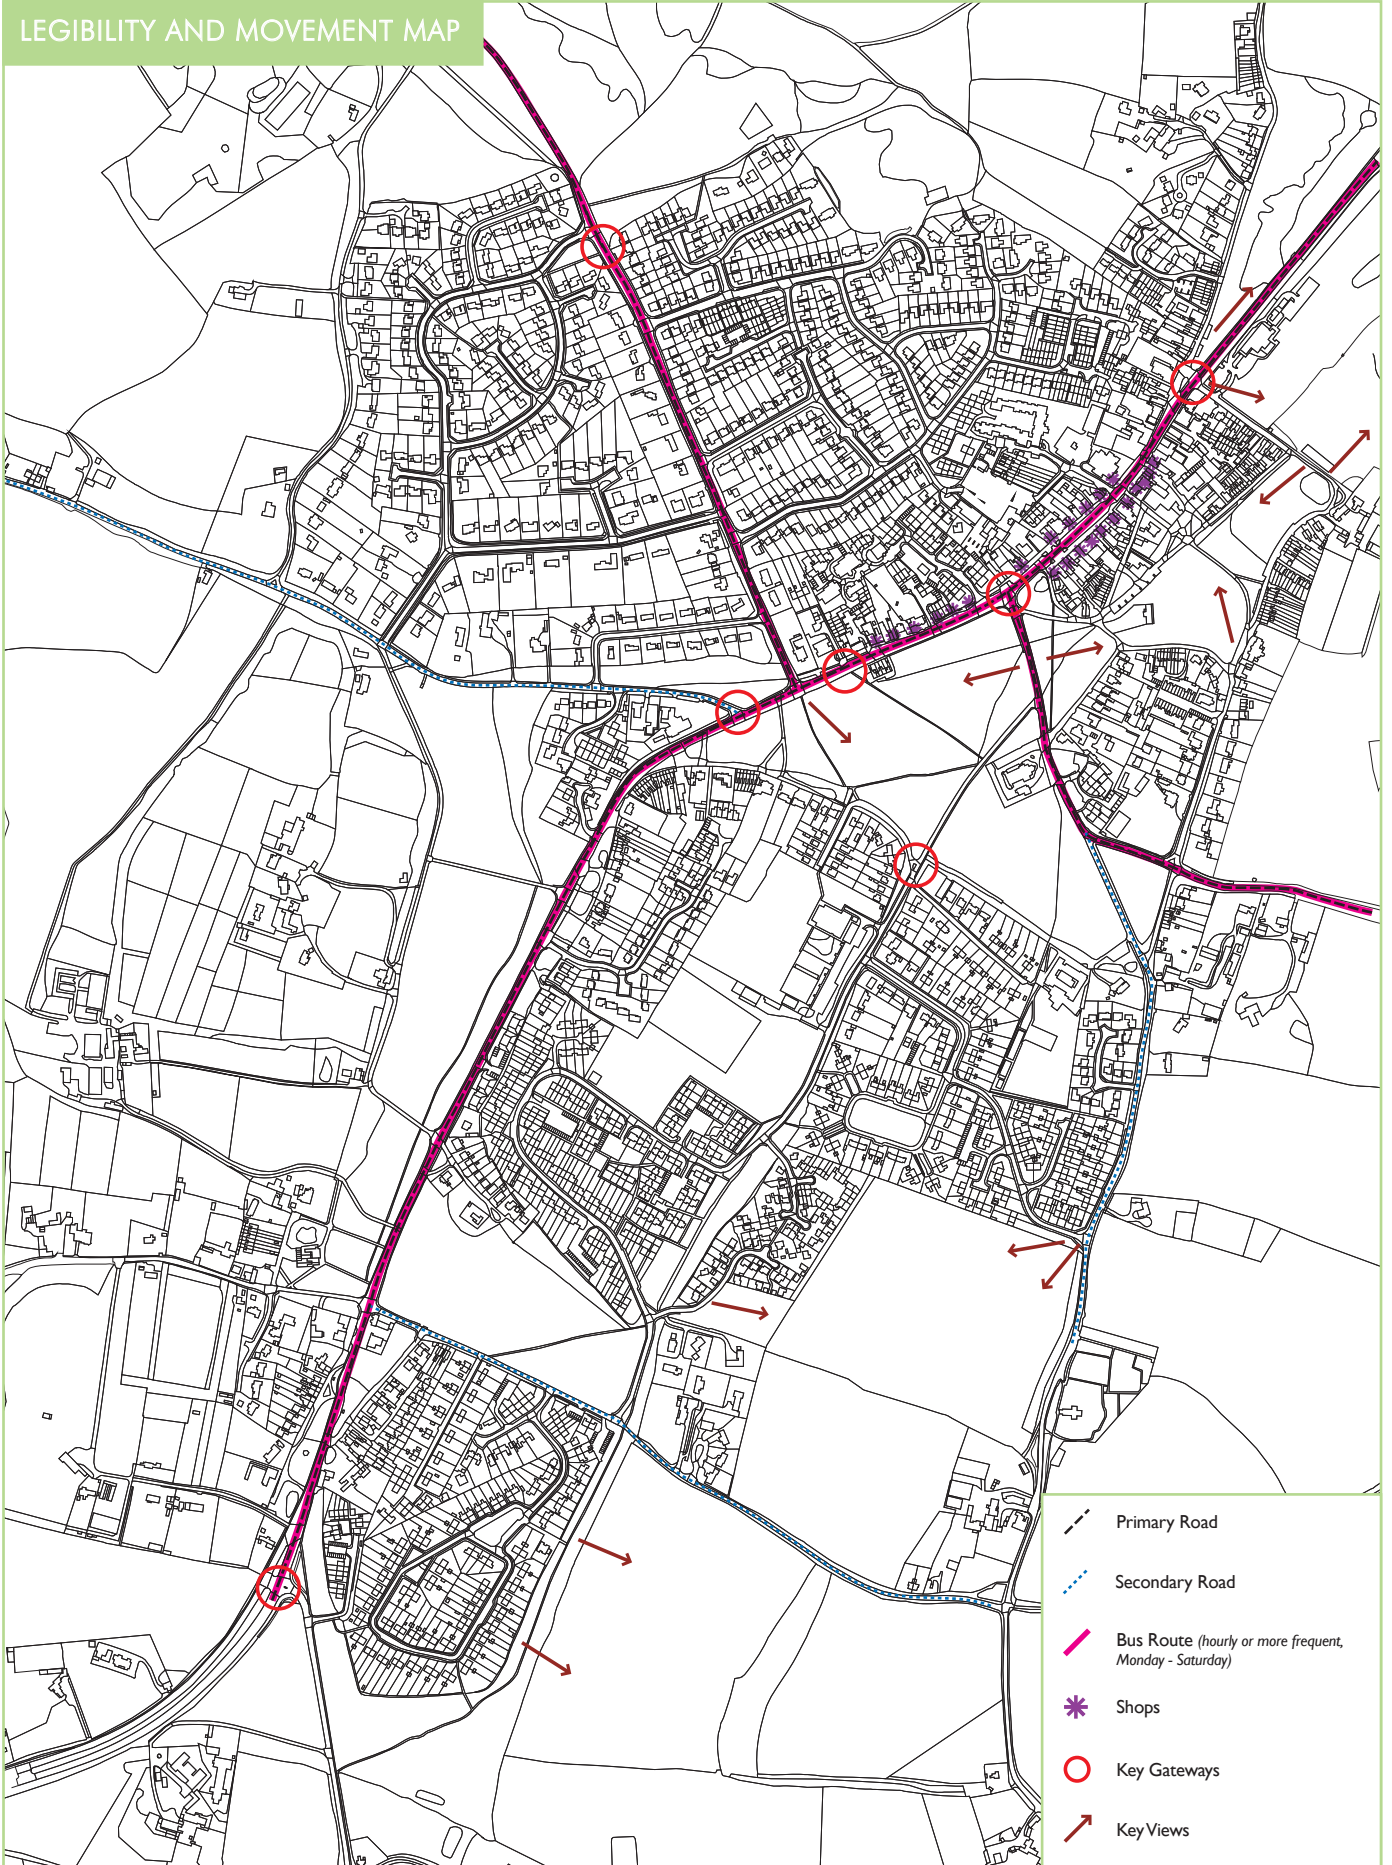 LEGIBILITY AND MOVEMENT MAP
Primary Road
Secondary Road
Bus Route (hourly or more frequent,
Monday - Saturday)
Shops
Key Gateways
Key Views